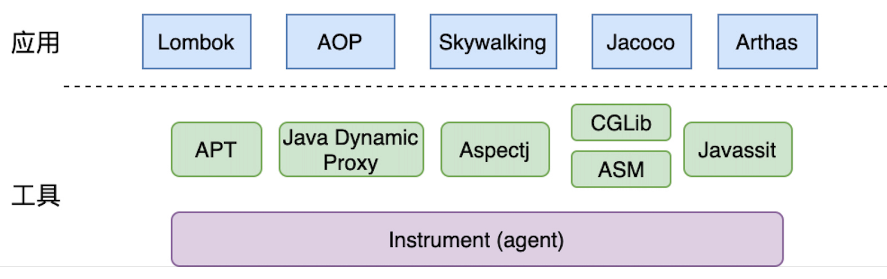 应用
Lombok
AOP
Skywalking
Jacoco
Arthas
APT
Java Dynamic
Proxy
Aspectj
CGLib
ASM
Javassit
工具
Instrument (agent)